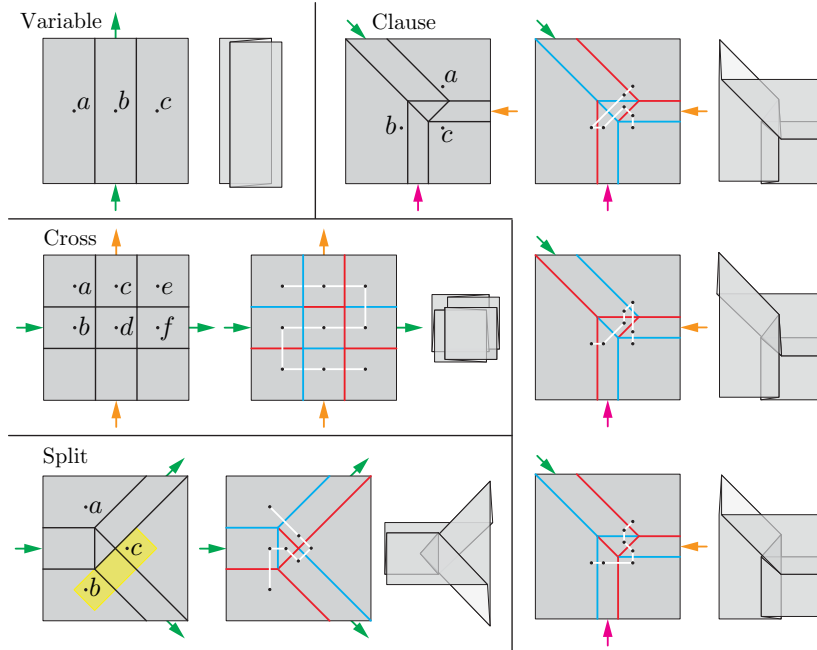 Variable
a b c
Clause
a
b c
Cross
a c e
b d f
Split
a
c
b